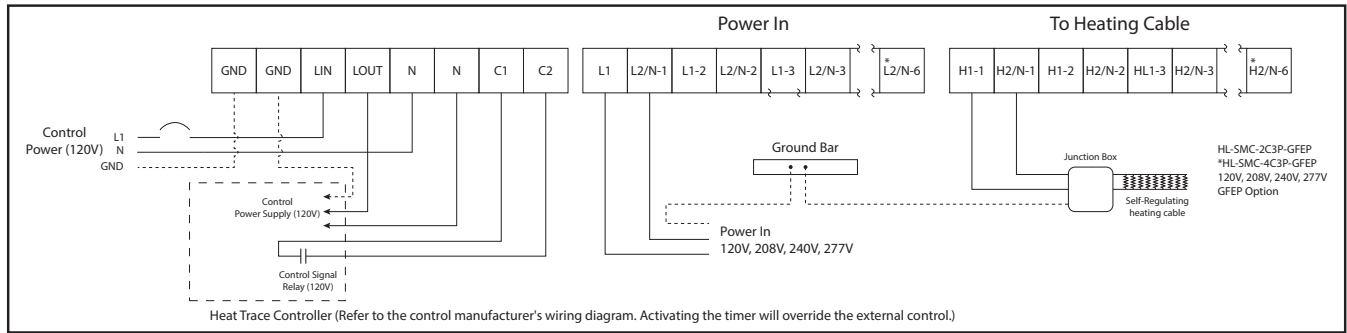 Power In
To Heating Cable
GND GND LIN LOUT N N C1 C2
L1 L2/N-1 L1-2 L2/N-2 L1-3 L2/N-3 *L2/N-6
H1-1 H2/N-1 H1-2 H2/N-2 HL1-3 H2/N-3 *H2/N-6
Control
Power (120V)
L1
N
GND
Control
Power Supply (120V)
Control Signal
Relay (120V)
Ground Bar
Power In
120V, 208V, 240V, 277V
Junction Box
Self-Regulating
heating cable
HL-SMC-2C3P-GFEP
*HL-SMC-4C3P-GFEP
120V, 208V, 240V, 277V
GFEP Option
Heat Trace Controller (Refer to the control manufacturer's wiring diagram. Activating the timer will override the external control.)